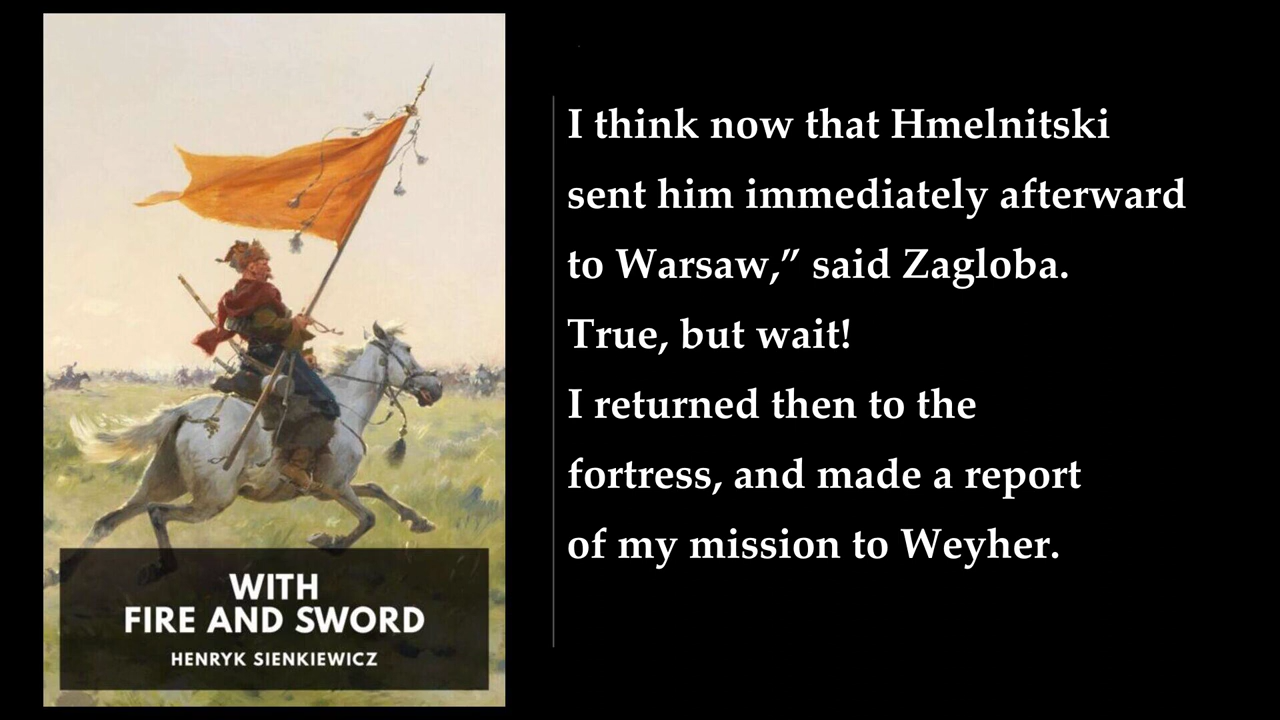 I think now that Hmelnitski
sent him immediately afterward
to Warsaw,” said Zagloba.
True, but wait!
I returned then to the
fortress, and made a report
of my mission to Weyher.
WITH
FIRE AND SWORD
HENRYK SIENKIEWICZ